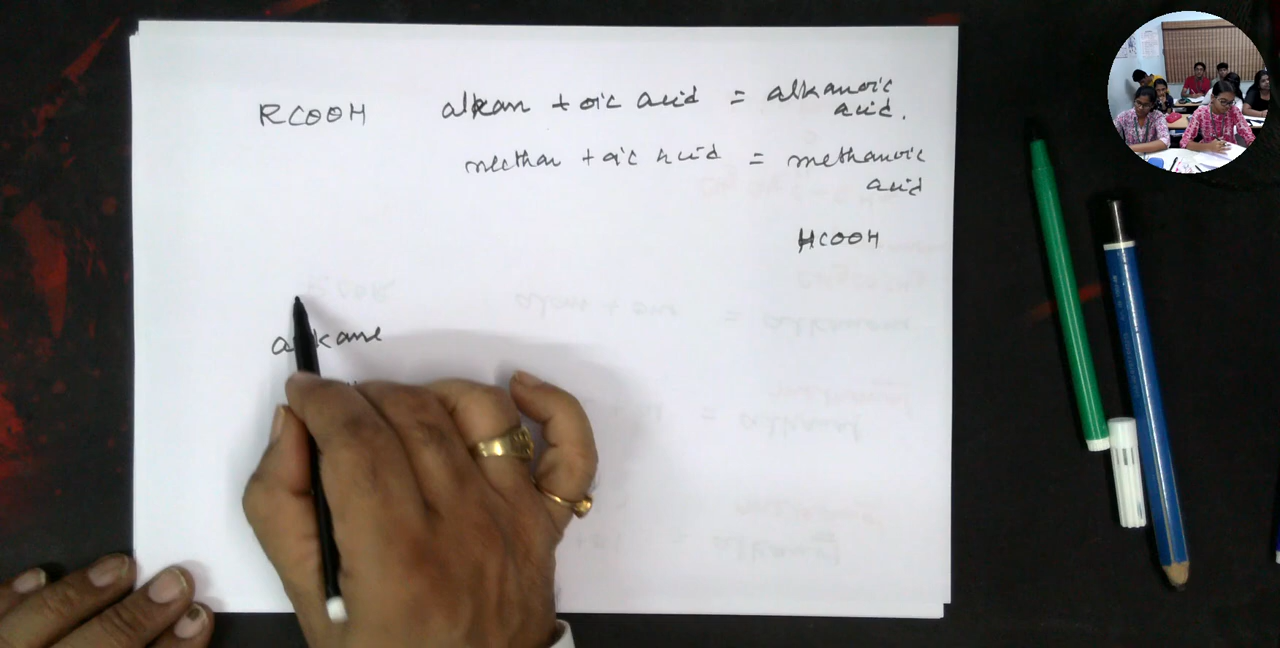 RCOOH alkan + oic acid = alkanoic
acid.
methan + oic acid = methanoic
acid
HCOOH
alkane